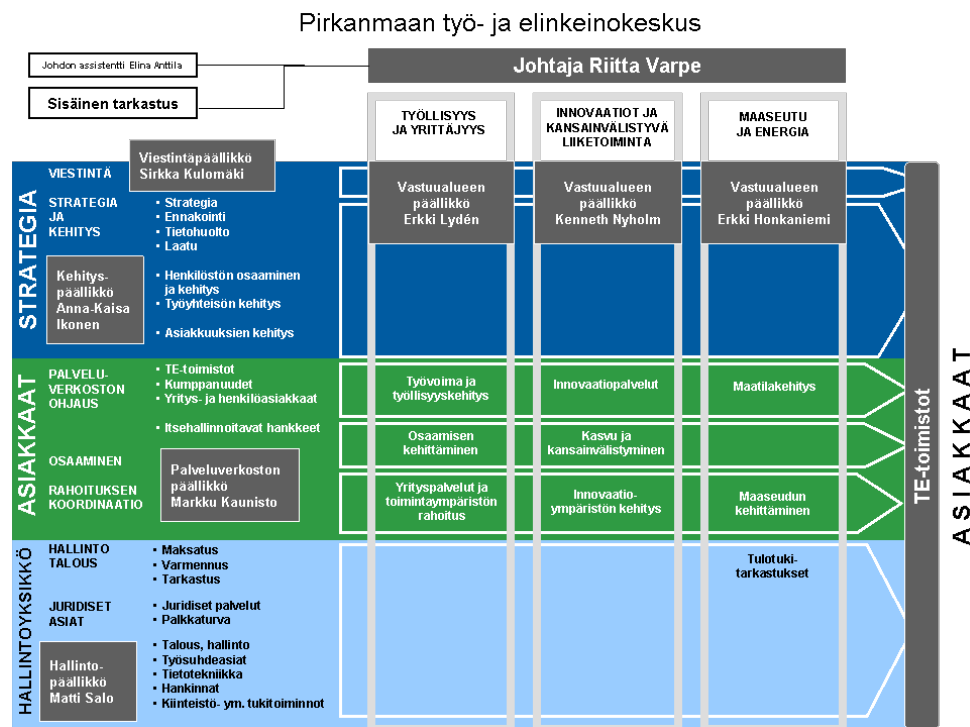 Pirkanmaan työ- ja elinkeinokeskus
Johdon assistentti Elina Anttila
Johtaja Riitta Varpe
Sisäinen tarkastus
TYÖLLISYYS
JA YRITTÄJYYS
INNOVAATIOT JA
KANSAINVÄLISTYVÄ
LIIKETOIMINTA
MAASEUTU
JA ENERGIA
Viestintäpäällikkö
Sirkka Kulomäki
Vastuualueen
päällikkö
Erkki Lydén
Vastuualueen
päällikkö
Kenneth Nyholm
Vastuualueen
päällikkö
Erkki Honkaniemi
STRATEGIA
VIESTINTÄ
STRATEGIA
JA
KEHITYS
• Strategia
• Ennakointi
• Tietohuolto
• Laatu
• Henkilöstön osaaminen
ja kehitys
• Työyhteisön kehitys
• Asiakkuuksien kehitys
Kehitys-
päällikkö
Anna-Kaisa
Ikonen
ASIAKKAAT
PALVELU-
VERKOSTON
OHJAUS
• TE-toimistot
• Kumppanuudet
• Yritys- ja henkilöasiakkaat
• Itsehallinnoitavat hankkeet
Työvoima ja
työllisyyskehitys
Innovaatiopalvelut
Maatilakehitys
OSAAMINEN
Osaamisen
kehittäminen
Kasvu ja
kansainvälistyminen
RAHOITUKSEN
KOORDINAATIO
Palveluverkoston
päällikkö
Markku Kaunisto
Yrityspalvelut ja
toimintaympäristön
rahoitus
Innovaatio-
ympäristön kehitys
Maaseudun
kehittäminen
HALLINTOYKSIKKÖ
HALLINTO
TALOUS
• Maksatus
• Varmennus
• Tarkastus
Tulotuki-
tarkastukset
JURIDISET
ASIAT
• Juridiset palvelut
• Palkkaturva
Hallinto-
päällikkö
Matti Salo
• Talous, hallinto
• Työsuhdeasiat
• Tietotekniikka
• Hankinnat
• Kiinteistö- ym. tukitoiminnot
TE-toimistot
ASIAKKAAT